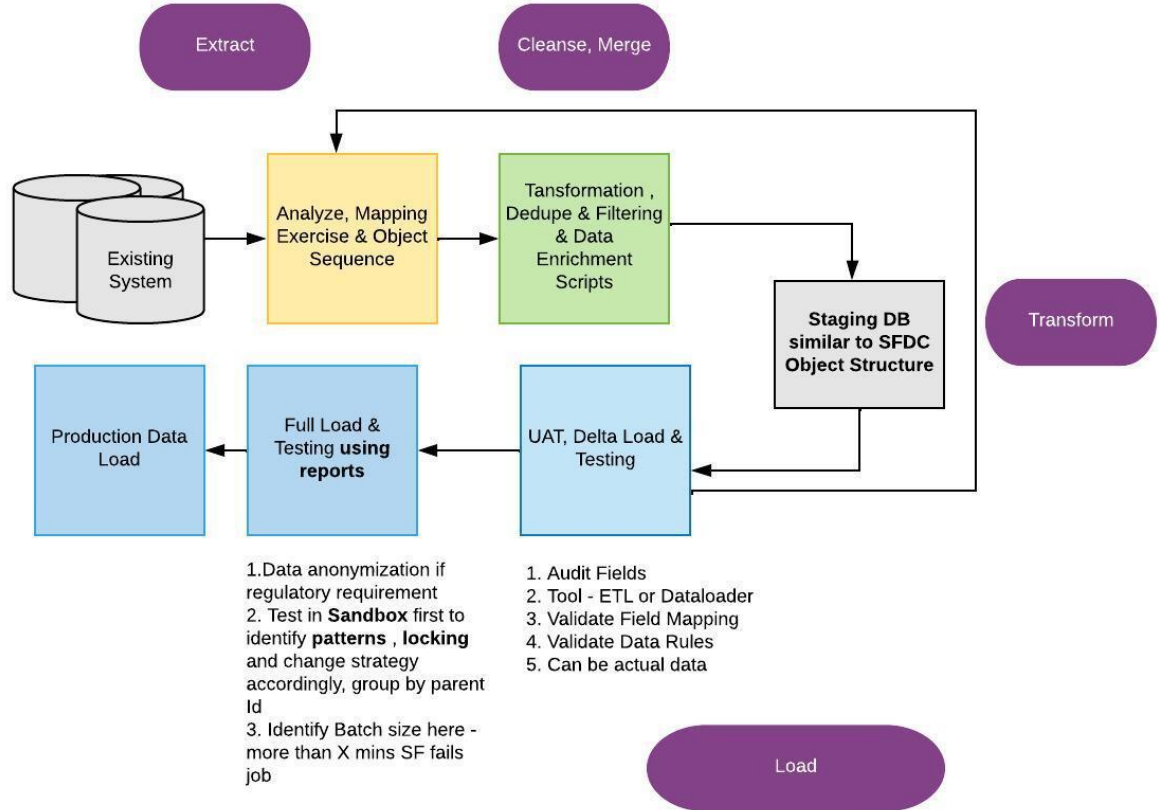 Extract
Cleanse, Merge
Existing
System
Analyze, Mapping
Exercise & Object
Sequence
Tansformation ,
Dedupe & Filtering
& Data
Enrichment
Scripts
Staging DB
similar to SFDC
Object Structure
Transform
Production Data
Load
Full Load &
Testing using
reports
UAT, Delta Load &
Testing
1.Data anonymization if
regulatory requirement
2. Test in Sandbox first to
identify patterns , locking
and change strategy
accordingly, group by parent
Id
3. Identify Batch size here -
more than X mins SF fails
job
1. Audit Fields
2. Tool - ETL or Dataloader
3. Validate Field Mapping
4. Validate Data Rules
5. Can be actual data
Load